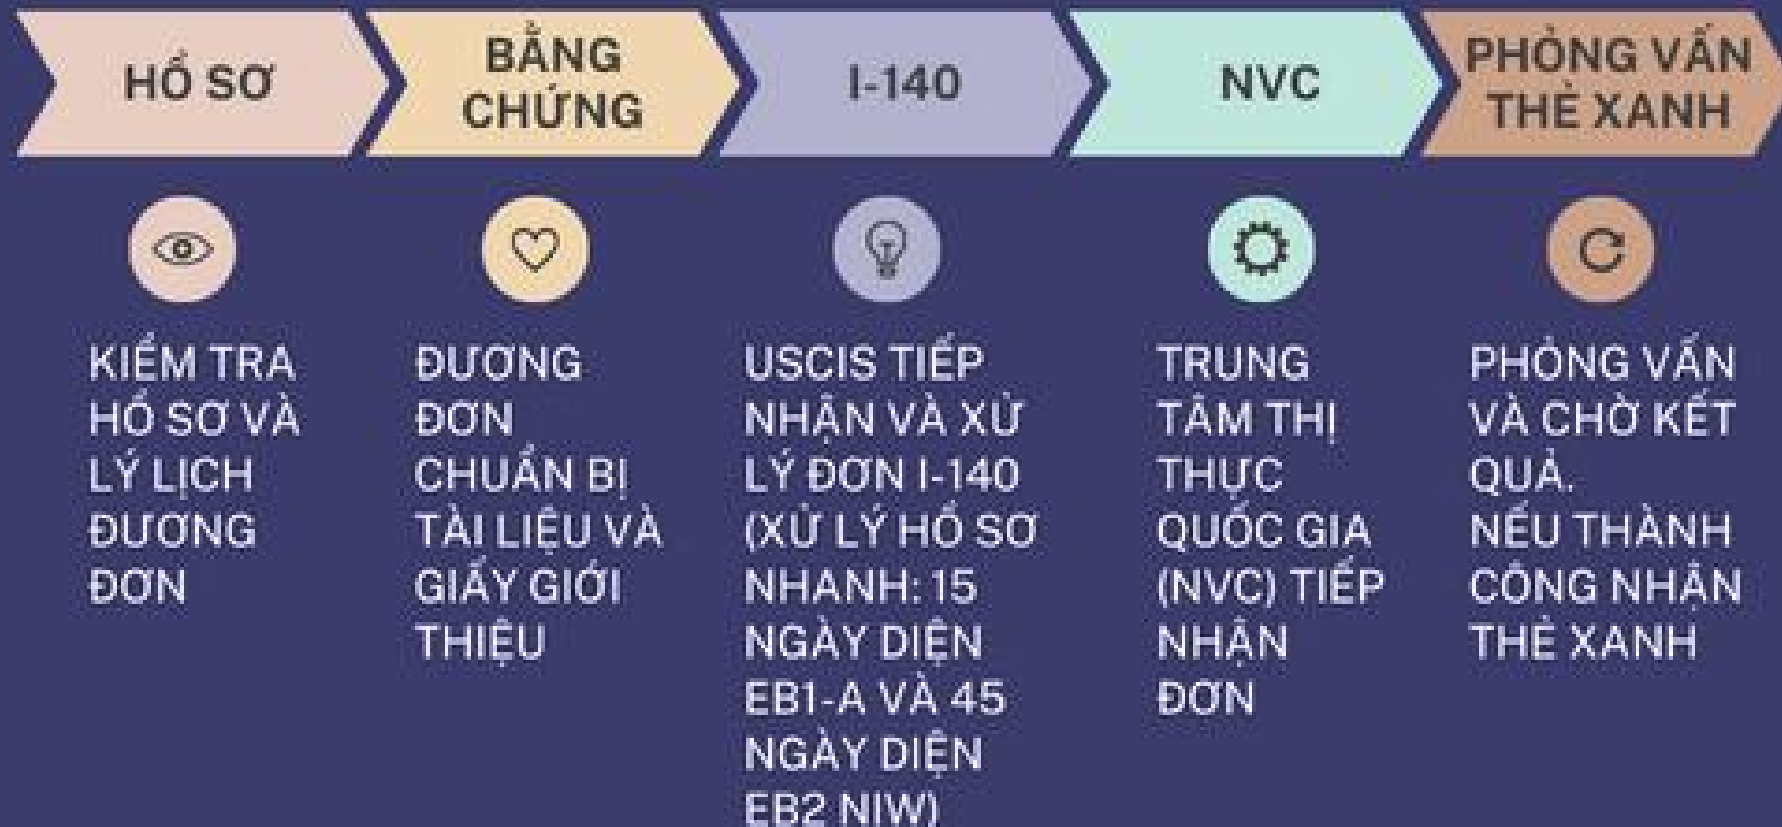 HỒ SƠ
BẰNG
CHỨNG
I-140
NVC
PHỎNG VẤN
THẺ XANH
KIỂM TRA
HỒ SƠ VÀ
LÝ LỊCH
ĐƯƠNG
ĐƠN
ĐƯƠNG
ĐƠN
CHUẨN BỊ
TÀI LIỆU VÀ
GIẤY GIỚI
THIỆU
USCIS TIẾP
NHẬN VÀ XỬ
LÝ ĐƠN I-140
(XỬ LÝ HỒ SƠ
NHANH: 15
NGÀY DIỆN
EB1-A VÀ 45
NGÀY DIỆN
EB2 NIW)
TRUNG
TÂM THỊ
THỰC
QUỐC GIA
(NVC) TIẾP
NHẬN
ĐƠN
PHỎNG VẤN
VÀ CHỜ KẾT
QUẢ.
NẾU THÀNH
CÔNG NHẬN
THẺ XANH